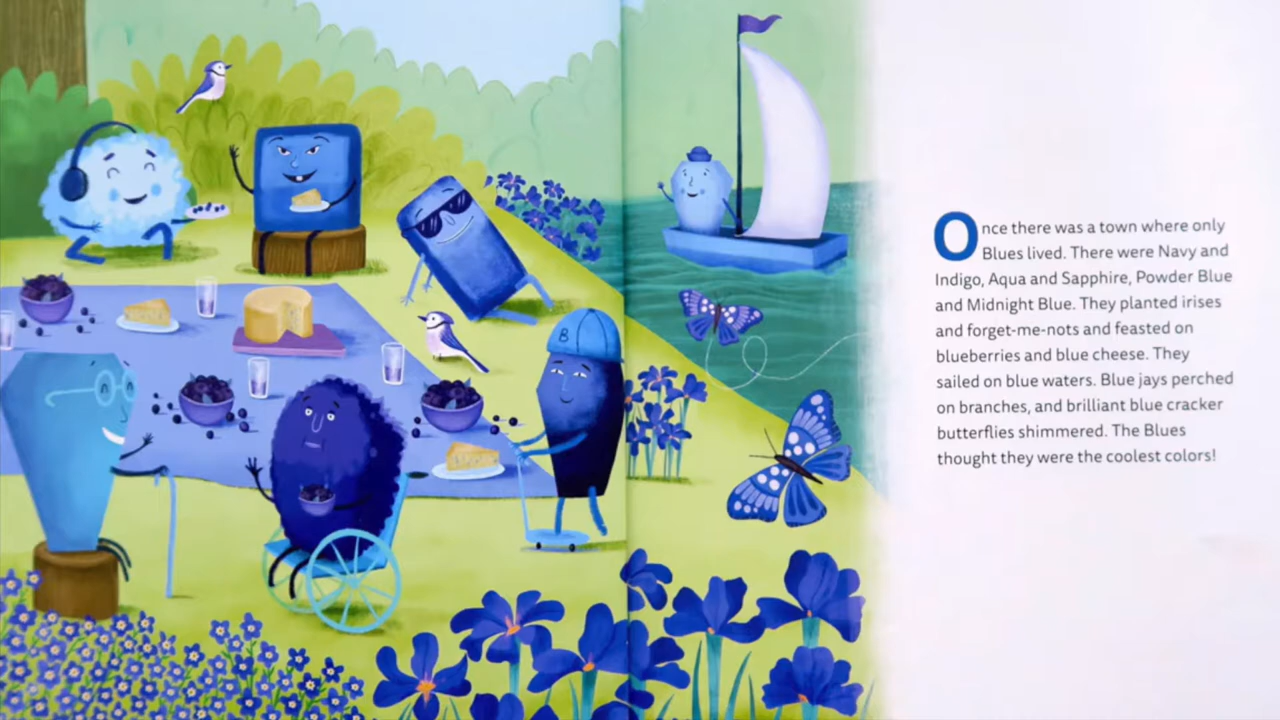 B
Once there was a town where only
Blues lived. There were Navy and
Indigo, Aqua and Sapphire, Powder Blue
and Midnight Blue. They planted irises
and forget-me-nots and feasted on
blueberries and blue cheese. They
sailed on blue waters. Blue jays perched
on branches, and brilliant blue cracker
butterflies shimmered. The Blues
thought they were the coolest colors!